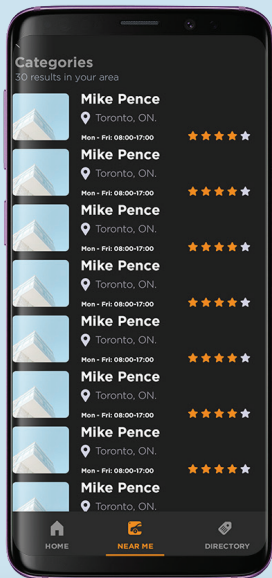 Categories
30 results in your area
Mike Pence
Toronto, ON.
Mon - Fri: 08:00-17:00
Mike Pence
Toronto, ON.
Mon - Fri: 08:00-17:00
Mike Pence
Toronto, ON.
Mon - Fri: 08:00-17:00
Mike Pence
Toronto, ON.
Mon - Fri: 08:00-17:00
Mike Pence
Toronto, ON.
Mon - Fri: 08:00-17:00
Mike Pence
Toronto, ON.
Mon - Fri: 08:00-17:00
Mike Pence
Toronto, ON.
Mon - Fri: 08:00-17:00
Mike Pence
Toronto, ON.
HOME NEAR ME DIRECTORY